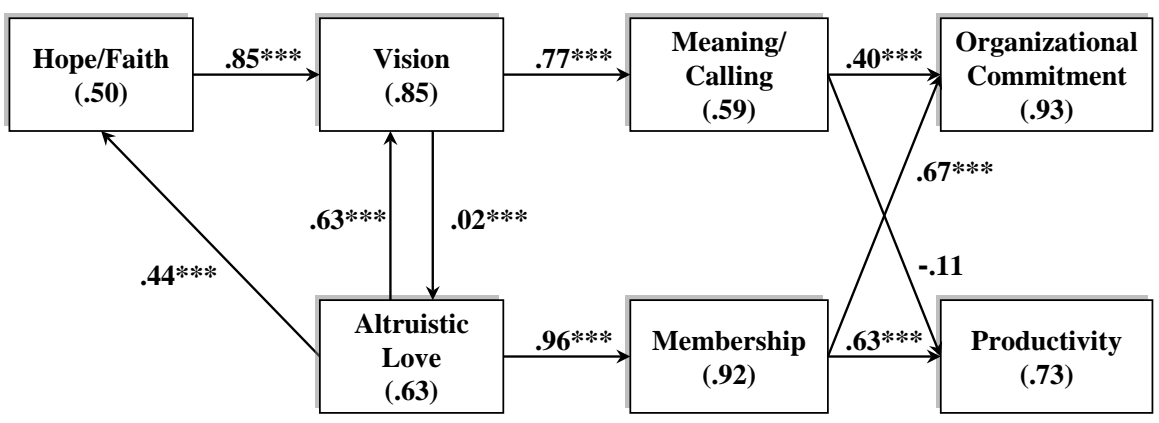 Hope/Faith
(.50)
.85***
Vision
(.85)
.77***
Meaning/
Calling
(.59)
.40***
Organizational
Commitment
(.93)
.67***
.63***
.02***
.44***
-.11
Altruistic
Love
(.63)
.96***
Membership
(.92)
.63***
Productivity
(.73)